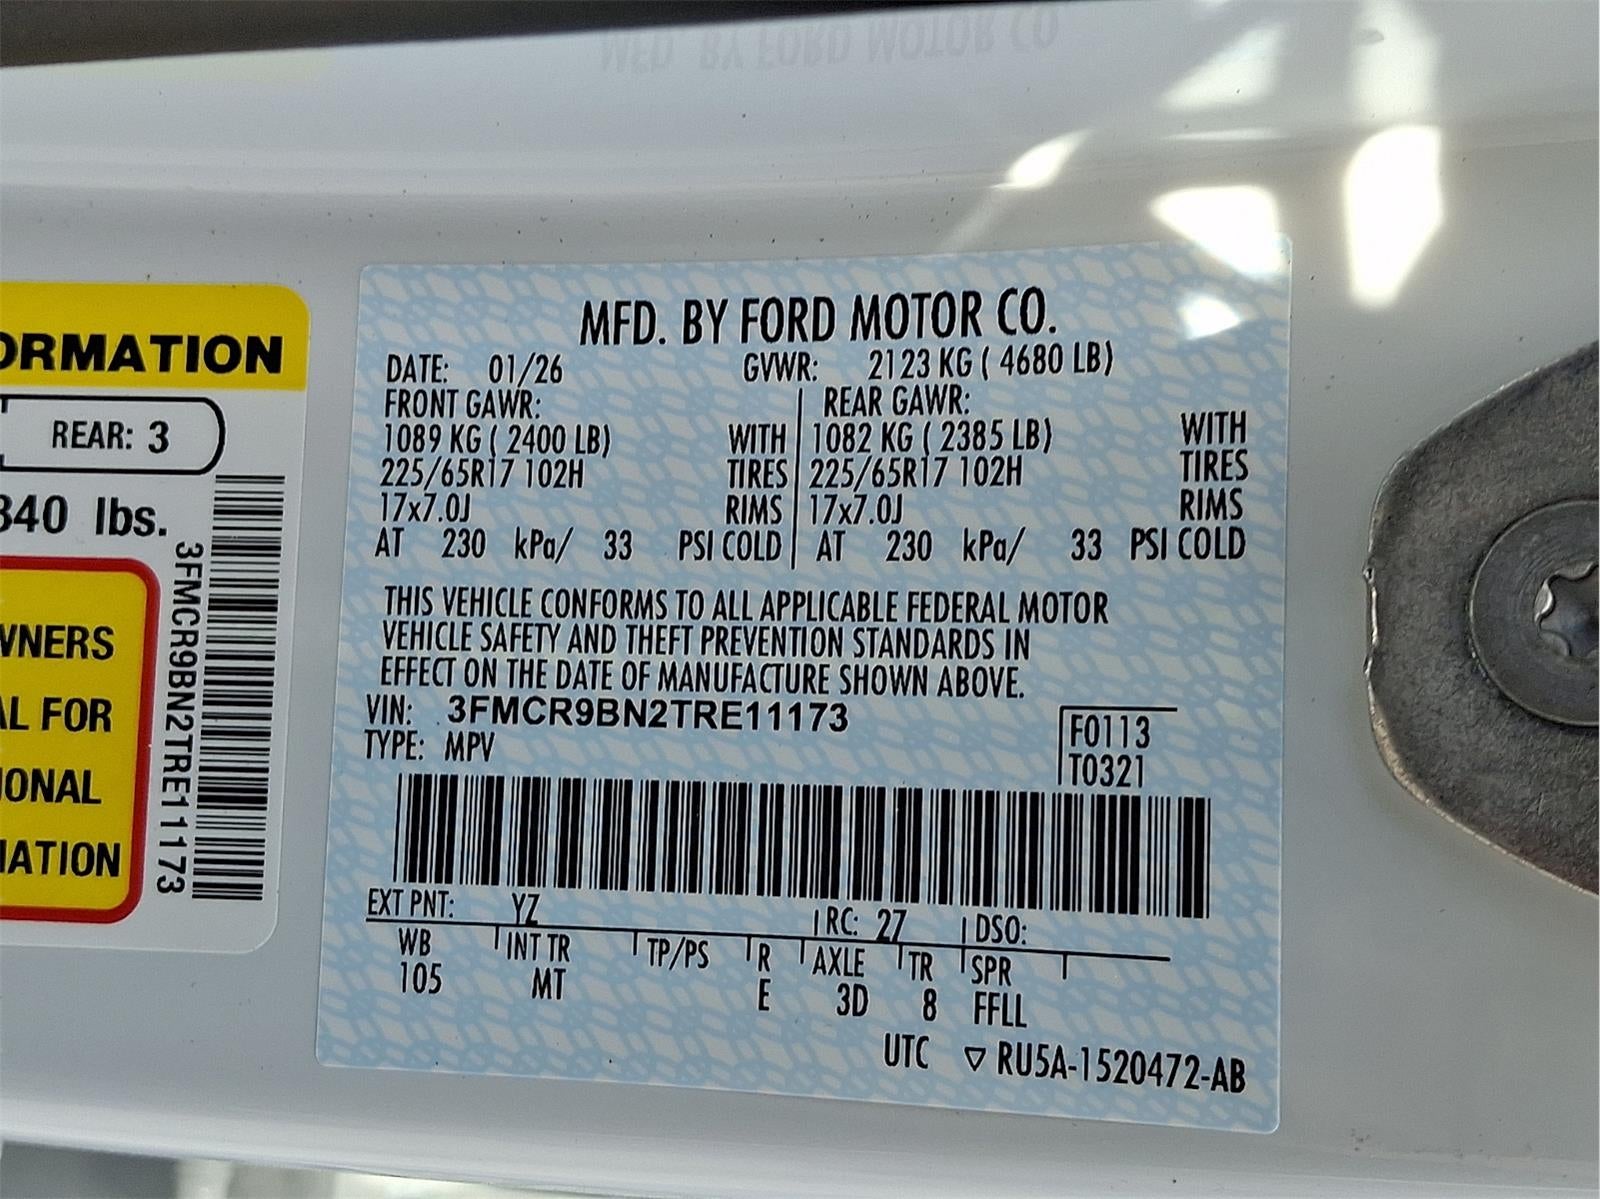 MFD. BY FORD MOTOR CO.
DATE: 01/26 GVWR: 2123 KG ( 4680 LB)
FRONT GAWR: REAR GAWR:
1089 KG ( 2400 LB) WITH 1082 KG ( 2385 LB) WITH
225/65R17 102H TIRES 225/65R17 102H TIRES
17x7.0J RIMS 17x7.0J RIMS
AT 230 kPa/ 33 PSI COLD AT 230 kPa/ 33 PSI COLD
THIS VEHICLE CONFORMS TO ALL APPLICABLE FEDERAL MOTOR
VEHICLE SAFETY AND THEFT PREVENTION STANDARDS IN
EFFECT ON THE DATE OF MANUFACTURE SHOWN ABOVE.
VIN: 3FMCR9BN2TRE11173
TYPE: MPV
F0113
T0321
EXT PNT: YZ RC: 27 DSO:
WB INT TR TP/PS R AXLE TR SPR
105 MT E 3D 8 FFLL
UTC ▽ RU5A-1520472-AB
ORMATION
REAR: 3
840 lbs.
WNERS
AL FOR
IONAL
MATION
3FMCR9BN2TRE11173
MFD. BY FORD MOTOR CO